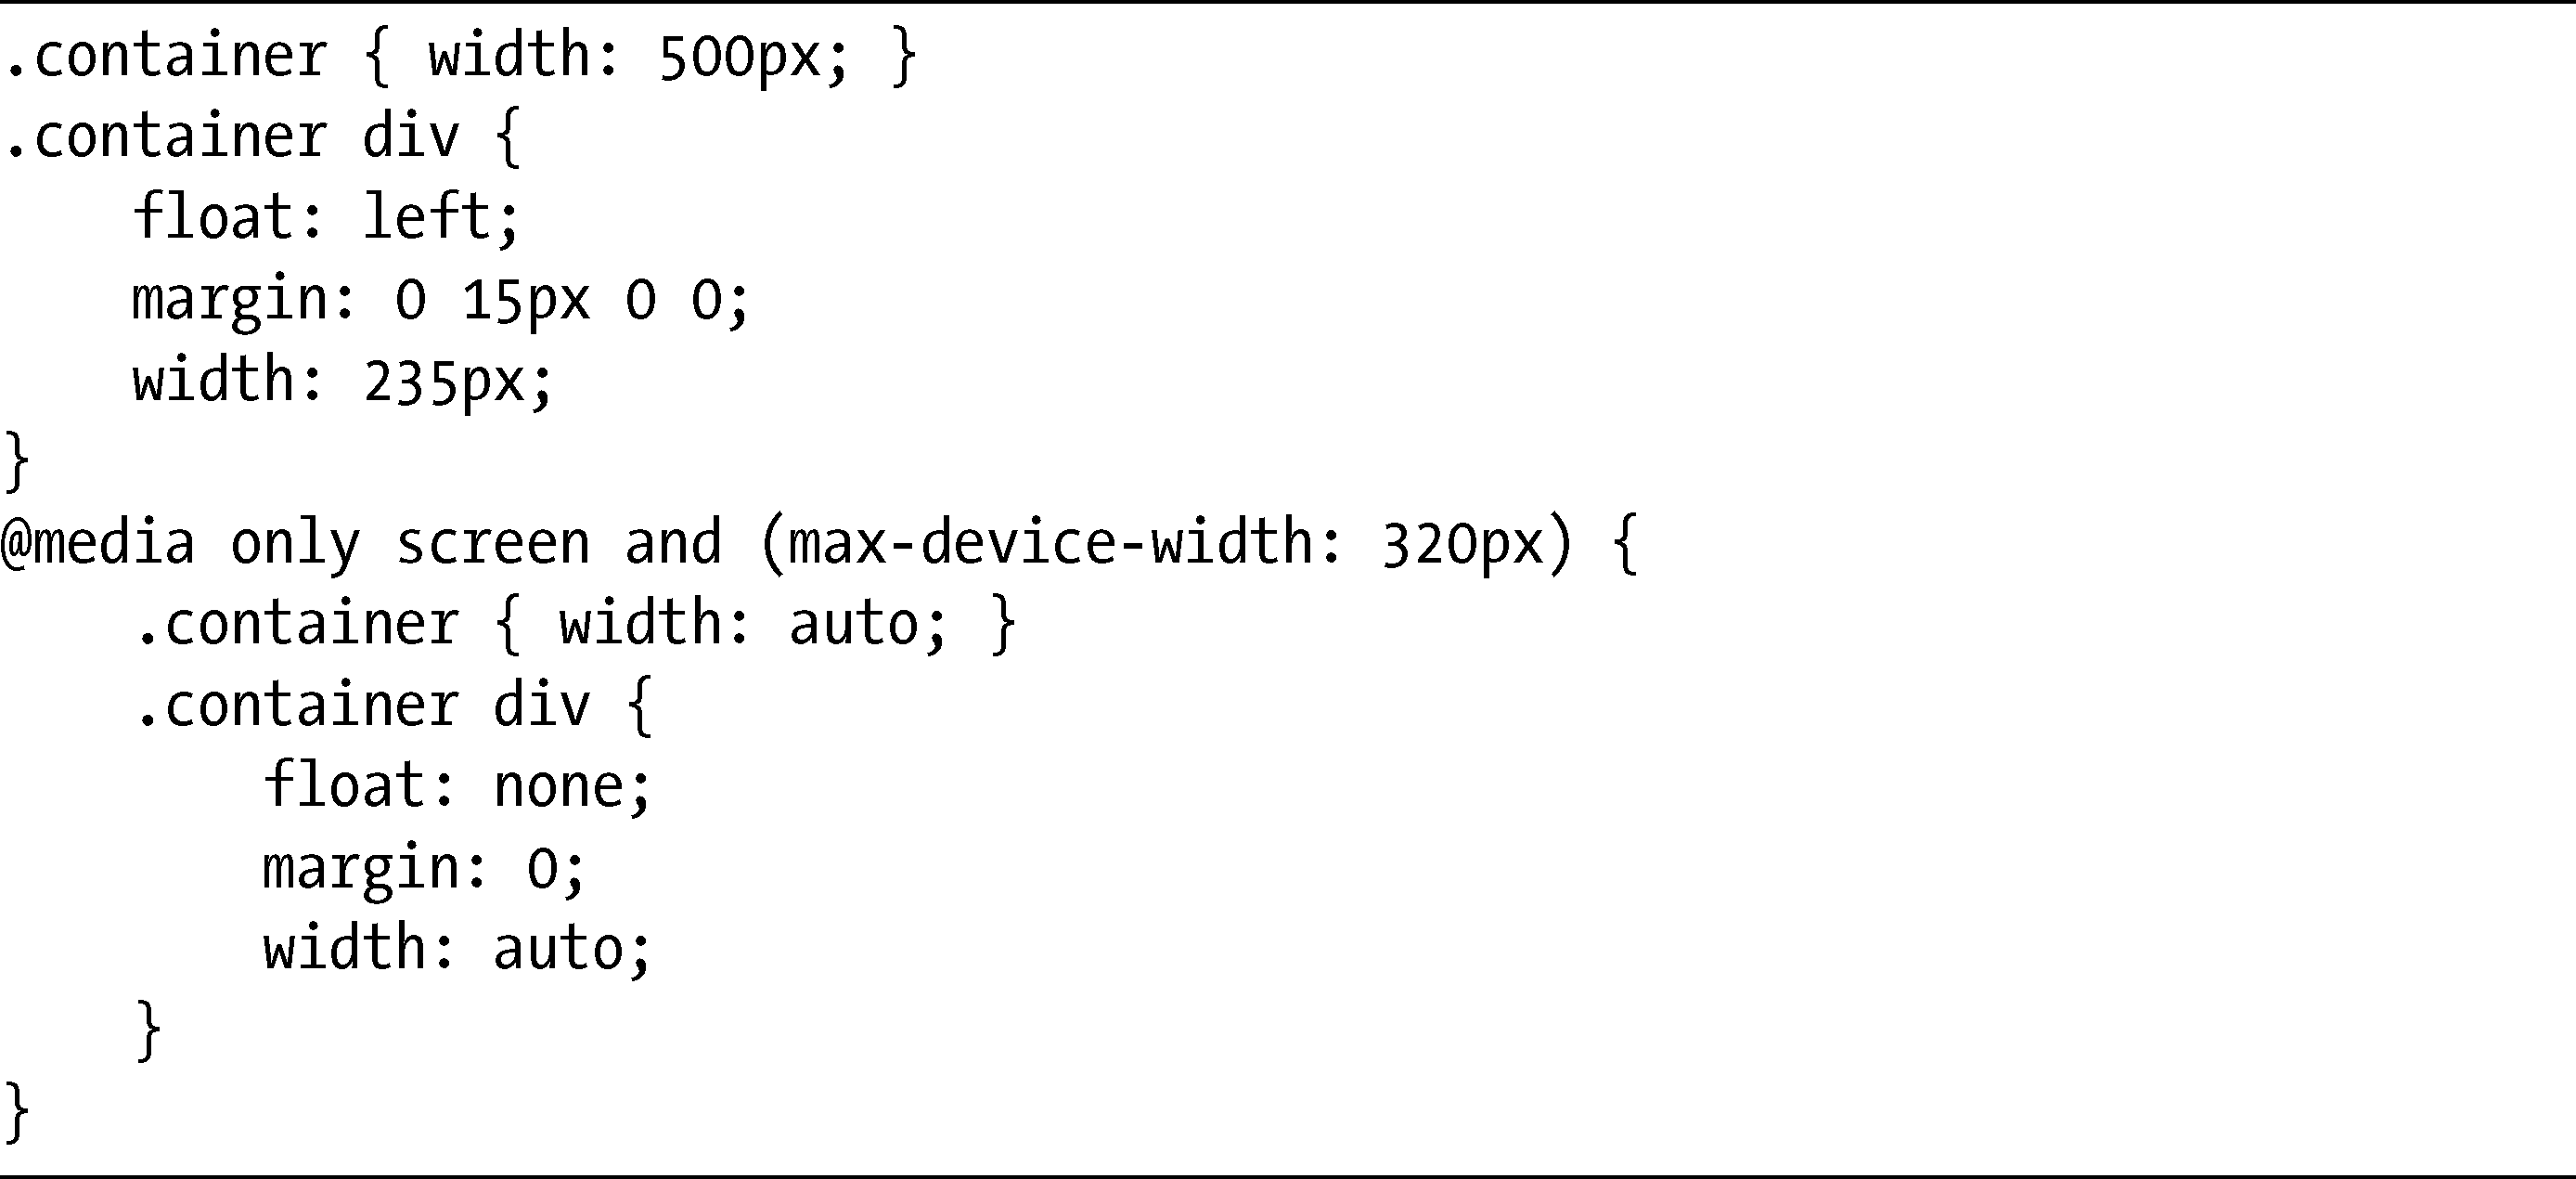 .container { width: 500px; }
.container div {
    float: left;
    margin: 0 15px 0 0;
    width: 235px;
}
@media only screen and (max-device-width: 320px) {
    .container { width: auto; }
    .container div {
        float: none;
        margin: 0;
        width: auto;
    }
}